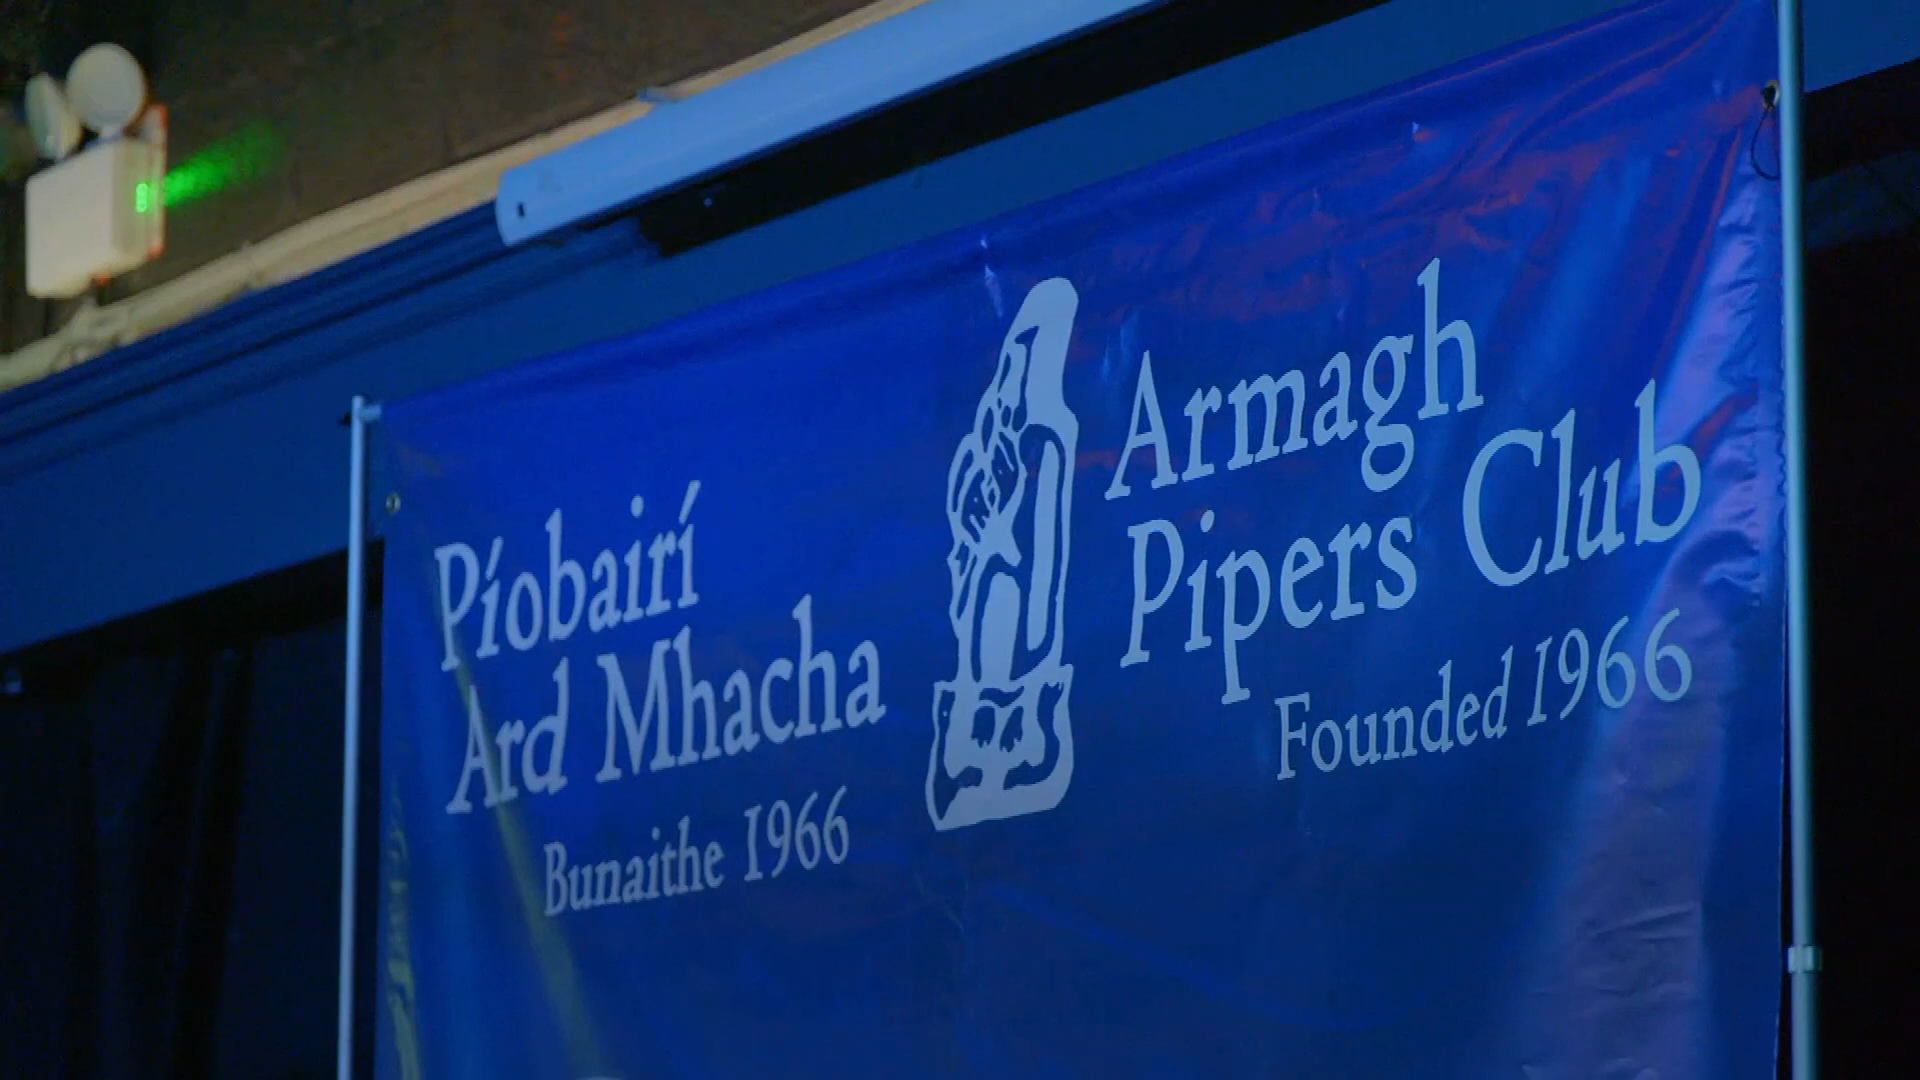 Píobairí
Ard Mhacha
Bunaithe 1966
Armagh
Pipers Club
Founded 1966